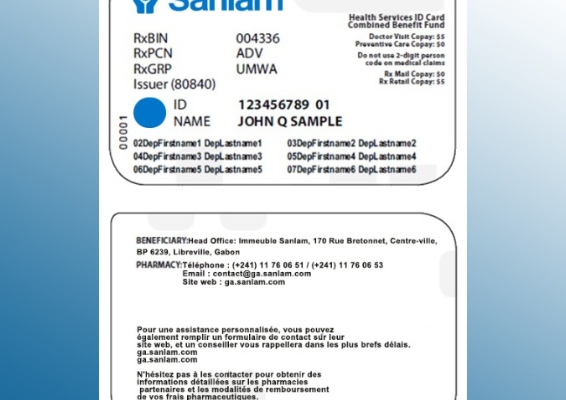 Sanlam
Health Services ID Card
Combined Benefit Fund
RxBIN 004336
Doctor Visit Copay: $5
Preventive Care Copay: $0
RxPCN ADV
Do not use 2-digit person
code on medical claims
RxGRP UMWA
Rx Mail Copay: $0
Rx Retail Copay: $5
Issuer (80840)
00001
ID 123456789 01
NAME JOHN Q SAMPLE
02DepFirstname1 DepLastname1 03DepFirstname2 DepLastname2
04DepFirstname3 DepLastname3 05DepFirstname4 DepLastname4
06DepFirstname5 DepLastname5 07DepFirstname6 DepLastname6
BENEFICIARY:Head Office: Immeuble Sanlam, 170 Rue Bretonnet, Centre-ville,
BP 6239, Libreville, Gabon
PHARMACY:Téléphone : (+241) 11 76 06 51 / (+241) 11 76 06 53
Email : contact@ga.sanlam.com
Site web : ga.sanlam.com
Pour une assistance personnalisée, vous pouvez
également remplir un formulaire de contact sur leur
site web, et un conseiller vous rappellera dans les plus brefs délais.
ga.sanlam.com
ga.sanlam.com
N'hésitez pas à les contacter pour obtenir des
informations détaillées sur les pharmacies
partenaires et les modalités de remboursement
de vos frais pharmaceutiques.